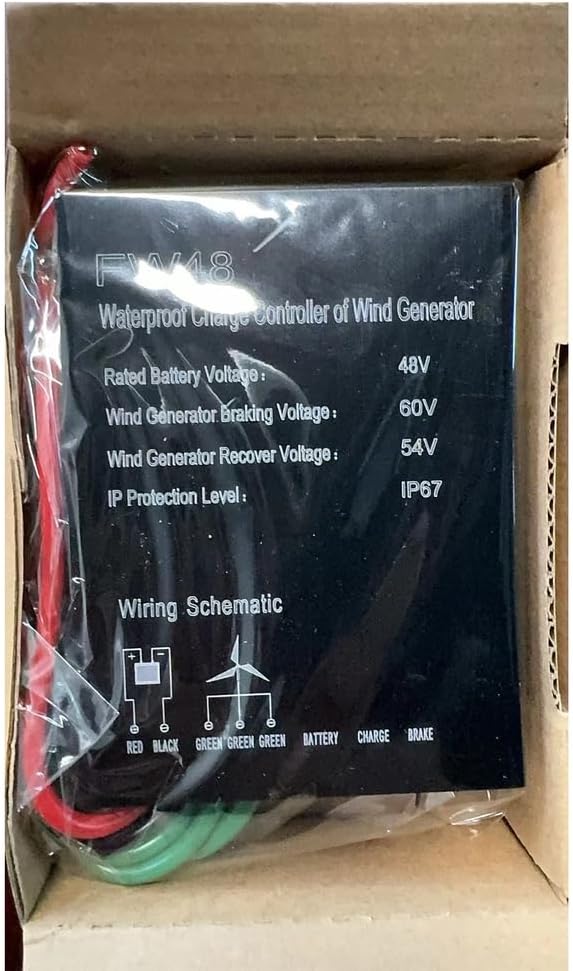 FW48
Waterproof Charge Controller of Wind Generator
Rated Battery Voltage: 48V
Wind Generator Braking Voltage: 60V
Wind Generator Recover Voltage: 54V
IP Protection Level: IP67
Wiring Schematic
+ −
RED BLACK GREEN GREEN GREEN BATTERY CHARGE BRAKE